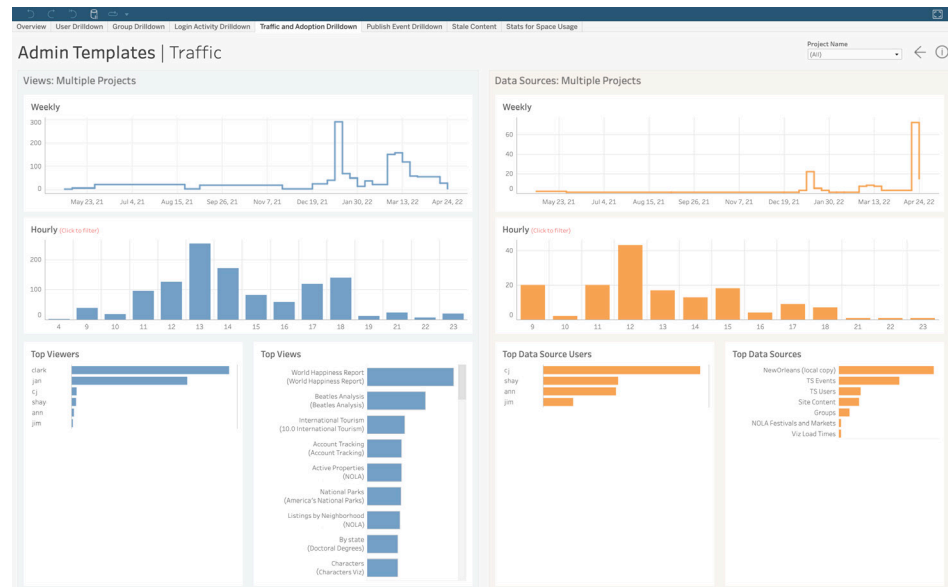 Overview User Drilldown Group Drilldown Login Activity Drilldown Traffic and Adoption Drilldown Publish Event Drilldown Stale Content Stats for Space Usage
Admin Templates | Traffic
Project Name
(All)
Views: Multiple Projects
Weekly
300
200
100
0
May 23, 21 Jul 4, 21 Aug 15, 21 Sep 26, 21 Nov 7, 21 Dec 19, 21 Jan 30, 22 Mar 13, 22 Apr 24, 22
Hourly (Click to filter)
200
100
0
4 9 10 11 12 13 14 15 16 17 18 19 21 22 23
Top Viewers
clark
jan
cj
shay
ann
jim
Top Views
World Happiness Report
(World Happiness Report)
Beatles Analysis
(Beatles Analysis)
International Tourism
(10.0 International Tourism)
Account Tracking
(Account Tracking)
Active Properties
(NOLA)
National Parks
(America's National Parks)
Listings by Neighborhood
(NOLA)
By state
(Doctoral Degrees)
Characters
(Characters Viz)
Data Sources: Multiple Projects
Weekly
60
40
20
0
May 23, 21 Jul 4, 21 Aug 15, 21 Sep 26, 21 Nov 7, 21 Dec 19, 21 Jan 30, 22 Mar 13, 22 Apr 24, 22
Hourly (Click to filter)
40
20
0
9 10 11 12 13 14 15 16 17 18 21 22 23
Top Data Source Users
cj
shay
ann
jim
Top Data Sources
NewOrleans (local copy)
TS Events
TS Users
Site Content
Groups
NOLA Festivals and Markets
Viz Load Times